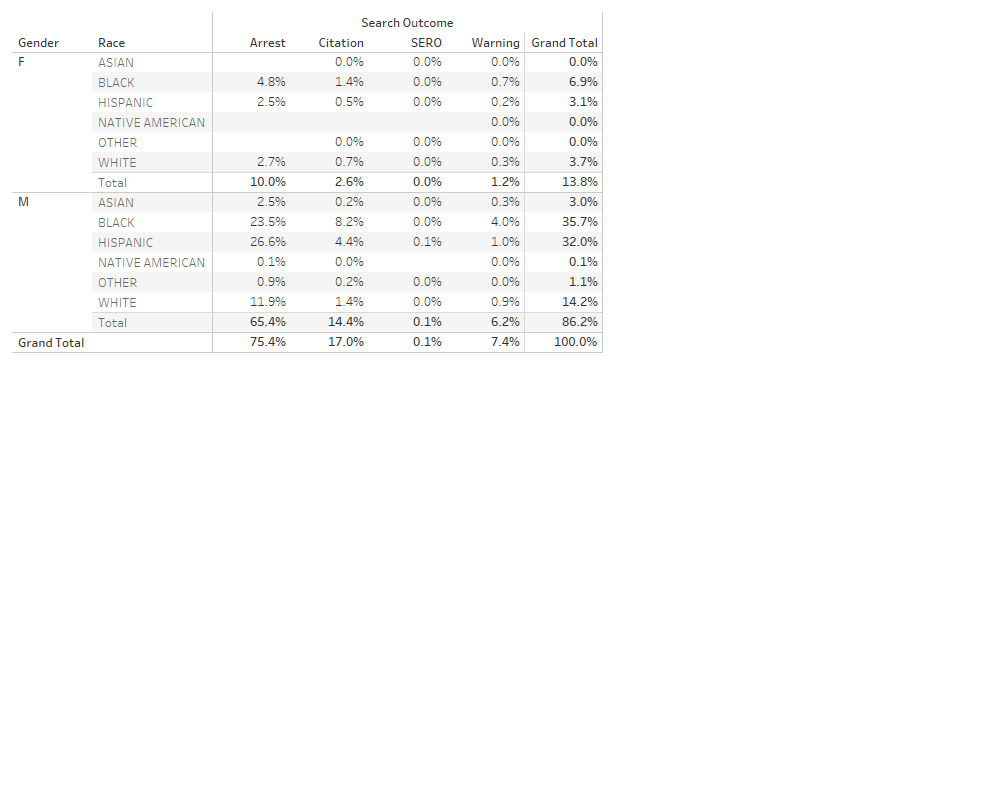 Search Outcome
Gender Race Arrest Citation SERO Warning Grand Total
F ASIAN 0.0% 0.0% 0.0% 0.0%
BLACK 4.8% 1.4% 0.0% 0.7% 6.9%
HISPANIC 2.5% 0.5% 0.0% 0.2% 3.1%
NATIVE AMERICAN 0.0% 0.0%
OTHER 0.0% 0.0% 0.0% 0.0%
WHITE 2.7% 0.7% 0.0% 0.3% 3.7%
Total 10.0% 2.6% 0.0% 1.2% 13.8%
M ASIAN 2.5% 0.2% 0.0% 0.3% 3.0%
BLACK 23.5% 8.2% 0.0% 4.0% 35.7%
HISPANIC 26.6% 4.4% 0.1% 1.0% 32.0%
NATIVE AMERICAN 0.1% 0.0% 0.0% 0.1%
OTHER 0.9% 0.2% 0.0% 0.0% 1.1%
WHITE 11.9% 1.4% 0.0% 0.9% 14.2%
Total 65.4% 14.4% 0.1% 6.2% 86.2%
Grand Total 75.4% 17.0% 0.1% 7.4% 100.0%